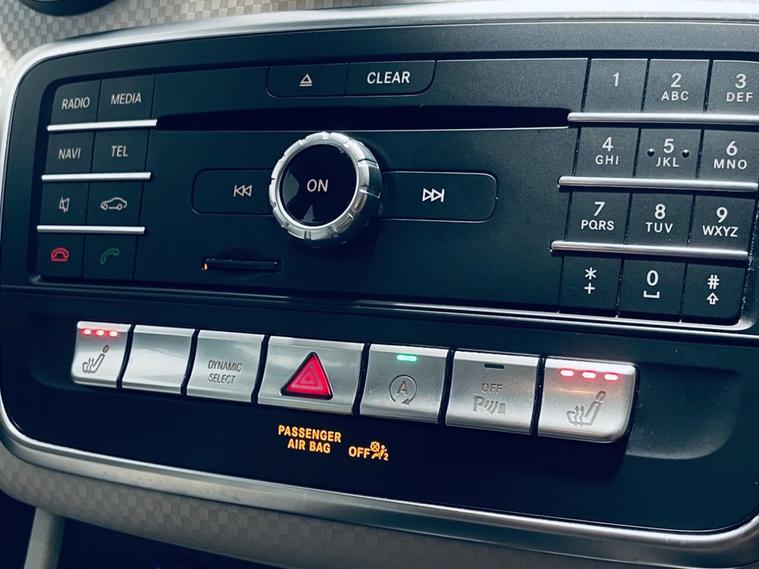 CLEAR
RADIO
MEDIA
NAVI
TEL
ON
1
2
ABC
3
DEF
4
GHI
5
JKL
6
MNO
7
PQRS
8
TUV
9
WXYZ
*
+
0
#
DYNAMIC
SELECT
A
OFF
P
PASSENGER
AIR BAG OFF
2